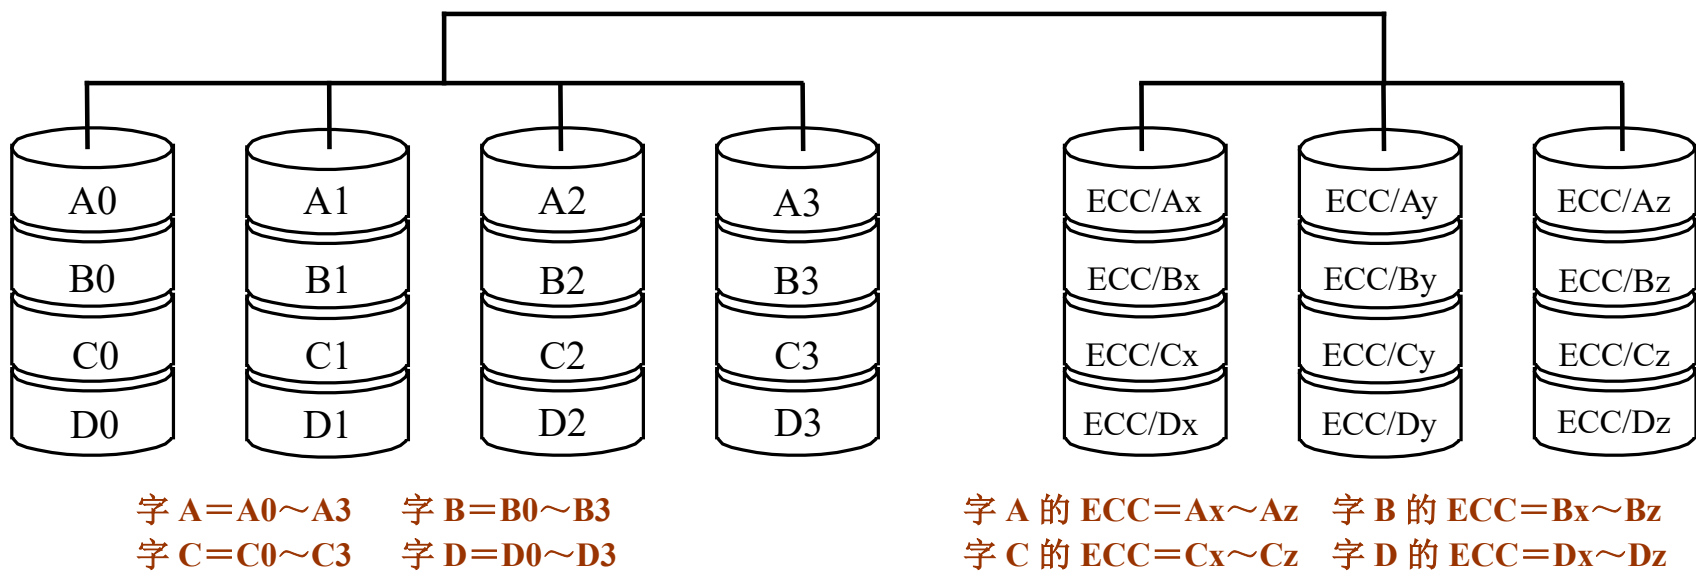 A0 A1 A2 A3 ECC/Ax ECC/Ay ECC/Az
B0 B1 B2 B3 ECC/Bx ECC/By ECC/Bz
C0 C1 C2 C3 ECC/Cx ECC/Cy ECC/Cz
D0 D1 D2 D3 ECC/Dx ECC/Dy ECC/Dz
字 A＝A0～A3 字 B＝B0～B3 字 A 的 ECC＝Ax～Az 字 B 的 ECC＝Bx～Bz
字 C＝C0～C3 字 D＝D0～D3 字 C 的 ECC＝Cx～Cz 字 D 的 ECC＝Dx～Dz